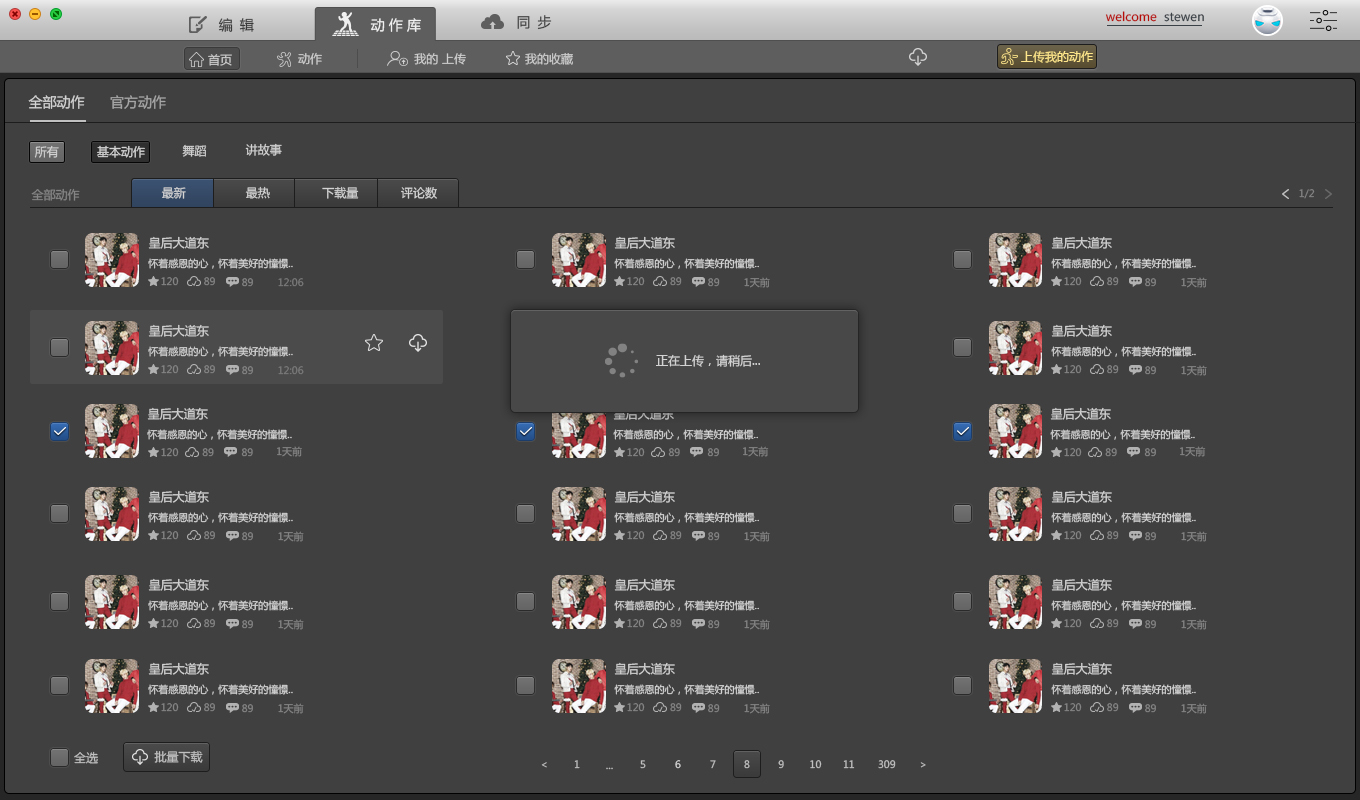 编 辑
动 作 库
同 步
welcome stewen
首页
动作
我的 上传
我的收藏
上传我的动作
全部动作
官方动作
所有
基本动作
舞蹈
讲故事
全部动作
最新
最热
下载量
评论数
1/2
皇后大道东
怀着感恩的心，怀着美好的憧憬..
120 89 89 12:06
皇后大道东
怀着感恩的心，怀着美好的憧憬..
120 89 89 1天前
皇后大道东
怀着感恩的心，怀着美好的憧憬..
120 89 89 1天前
皇后大道东
怀着感恩的心，怀着美好的憧憬..
120 89 89 12:06
正在上传，请稍后...
皇后大道东
怀着感恩的心，怀着美好的憧憬..
120 89 89 1天前
皇后大道东
怀着感恩的心，怀着美好的憧憬..
120 89 89 1天前
皇后大道东
怀着感恩的心，怀着美好的憧憬..
120 89 89 1天前
皇后大道东
怀着感恩的心，怀着美好的憧憬..
120 89 89 1天前
皇后大道东
怀着感恩的心，怀着美好的憧憬..
120 89 89 1天前
皇后大道东
怀着感恩的心，怀着美好的憧憬..
120 89 89 1天前
皇后大道东
怀着感恩的心，怀着美好的憧憬..
120 89 89 1天前
皇后大道东
怀着感恩的心，怀着美好的憧憬..
120 89 89 1天前
皇后大道东
怀着感恩的心，怀着美好的憧憬..
120 89 89 1天前
皇后大道东
怀着感恩的心，怀着美好的憧憬..
120 89 89 1天前
皇后大道东
怀着感恩的心，怀着美好的憧憬..
120 89 89 1天前
皇后大道东
怀着感恩的心，怀着美好的憧憬..
120 89 89 1天前
皇后大道东
怀着感恩的心，怀着美好的憧憬..
120 89 89 1天前
全选
批量下载
< 1 ... 5 6 7 8 9 10 11 309 >